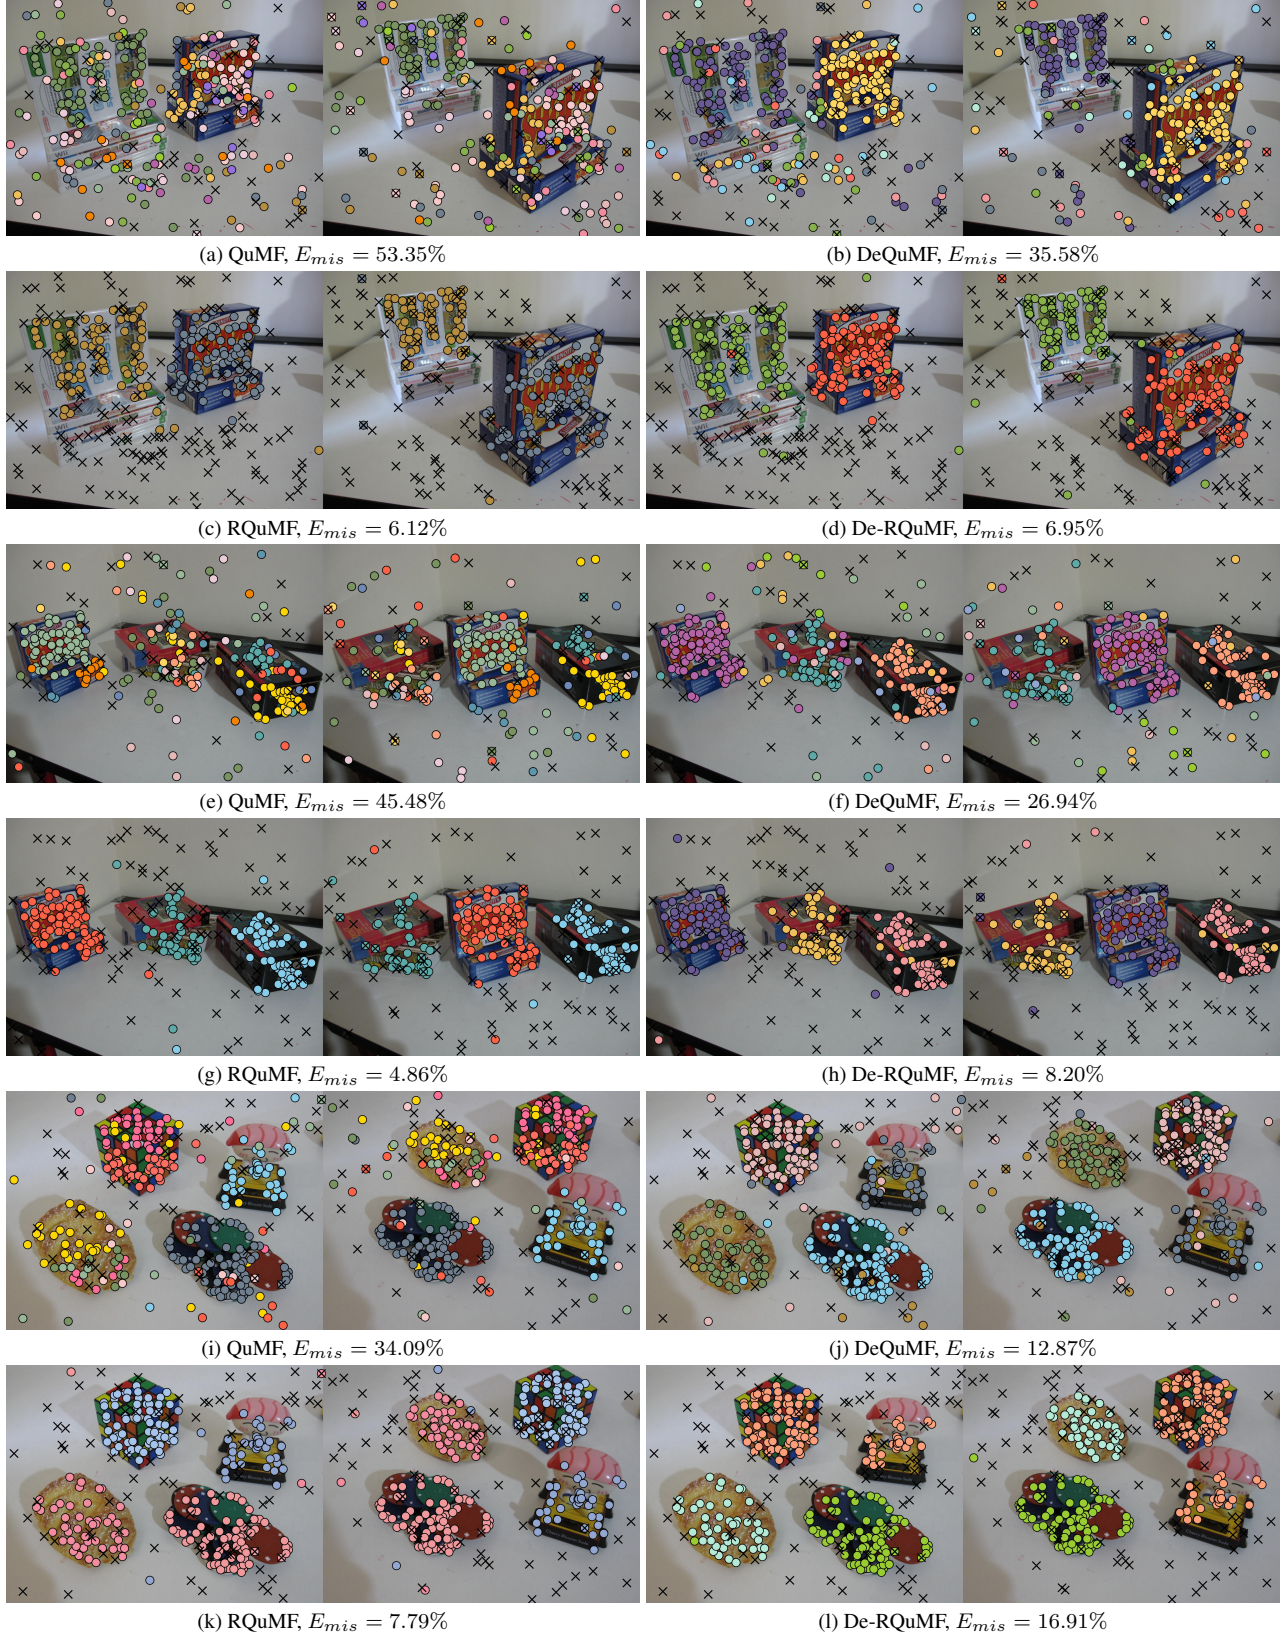 (a) QuMF, E_mis = 53.35%
(b) DeQuMF, E_mis = 35.58%
(c) RQuMF, E_mis = 6.12%
(d) De-RQuMF, E_mis = 6.95%
(e) QuMF, E_mis = 45.48%
(f) DeQuMF, E_mis = 26.94%
(g) RQuMF, E_mis = 4.86%
(h) De-RQuMF, E_mis = 8.20%
(i) QuMF, E_mis = 34.09%
(j) DeQuMF, E_mis = 12.87%
(k) RQuMF, E_mis = 7.79%
(l) De-RQuMF, E_mis = 16.91%